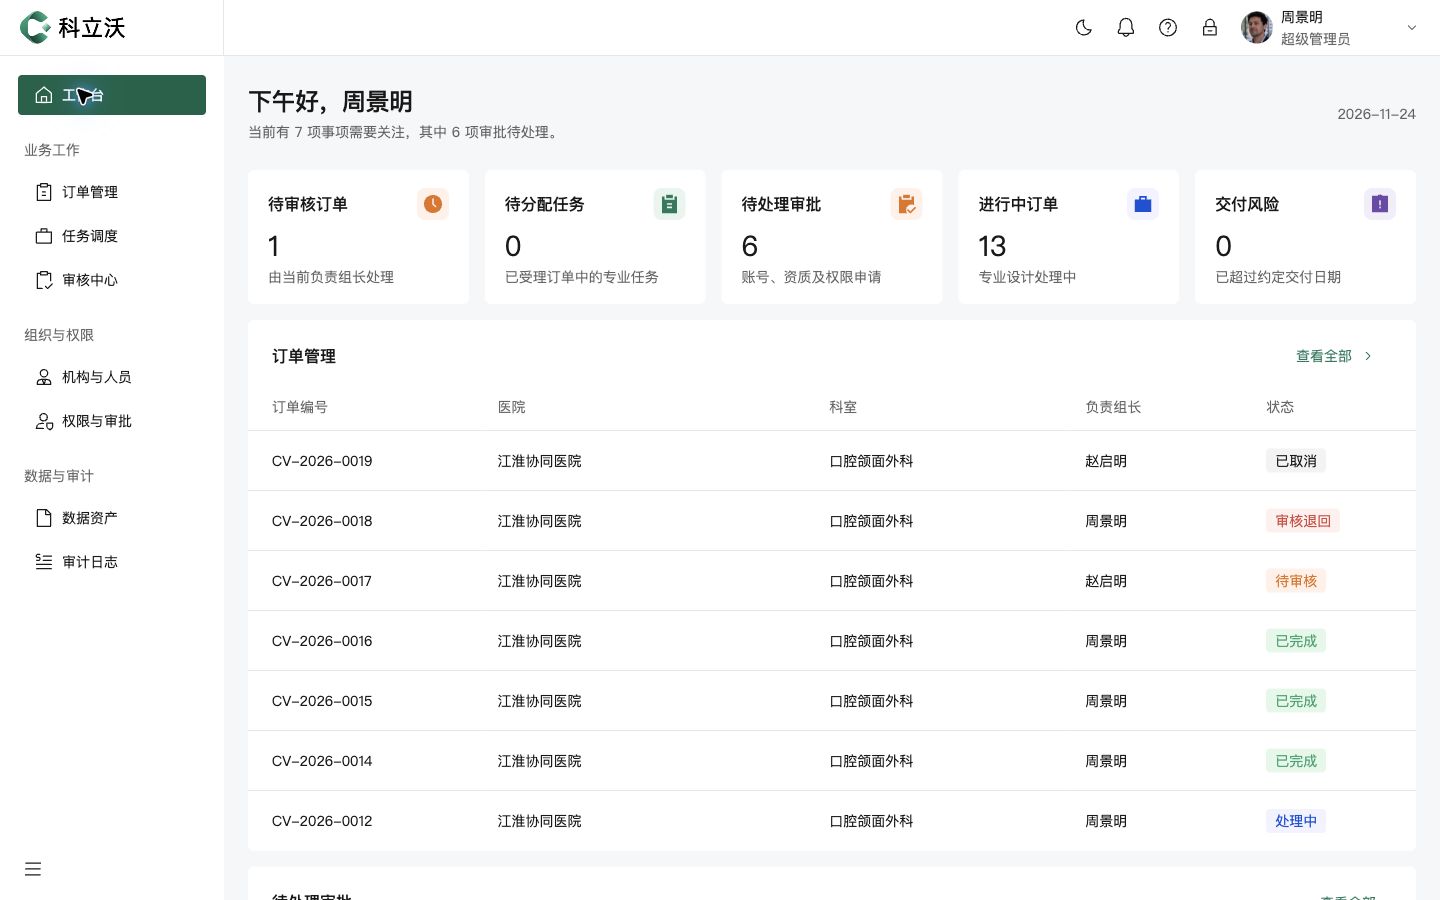 科立沃
周景明
超级管理员
工作台
业务工作
订单管理
任务调度
审核中心
组织与权限
机构与人员
权限与审批
数据与审计
数据资产
审计日志
下午好，周景明
当前有 7 项事项需要关注，其中 6 项审批待处理。
2026-11-24
待审核订单
1
由当前负责组长处理
待分配任务
0
已受理订单中的专业任务
待处理审批
6
账号、资质及权限申请
进行中订单
13
专业设计处理中
交付风险
0
已超过约定交付日期
订单管理
查看全部
订单编号 医院 科室 负责组长 状态
CV-2026-0019 江淮协同医院 口腔颌面外科 赵启明 已取消
CV-2026-0018 江淮协同医院 口腔颌面外科 周景明 审核退回
CV-2026-0017 江淮协同医院 口腔颌面外科 赵启明 待审核
CV-2026-0016 江淮协同医院 口腔颌面外科 周景明 已完成
CV-2026-0015 江淮协同医院 口腔颌面外科 周景明 已完成
CV-2026-0014 江淮协同医院 口腔颌面外科 周景明 已完成
CV-2026-0012 江淮协同医院 口腔颌面外科 周景明 处理中
待处理审批
查看全部